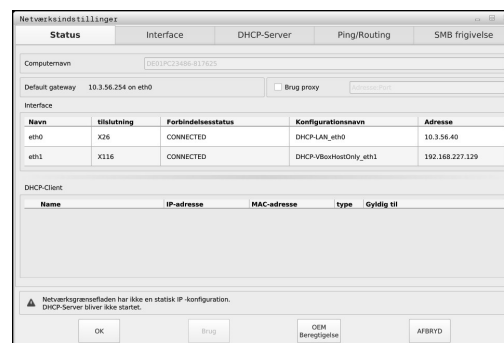 Netværksindstillinger
Status Interface DHCP-Server Ping/Routing SMB frigivelse
Computernavn DE01PC23486-817625
Default gateway 10.3.56.254 on eth0 Brug proxy
Interface
Navn tilslutning Forbindelsesstatus Konfigurationsnavn Adresse
eth0 X26 CONNECTED DHCP-LAN_eth0 10.3.56.40
eth1 X116 CONNECTED DHCP-VBoxHostOnly_eth1 192.168.227.129
DHCP-Client
Name IP-adresse MAC-adresse type Gyldig til
Netværksgrænsefladen har ikke en statisk IP -konfiguration.
DHCP-Server bliver ikke startet.
OK Brug OEM Beregtigelse AFBRYD